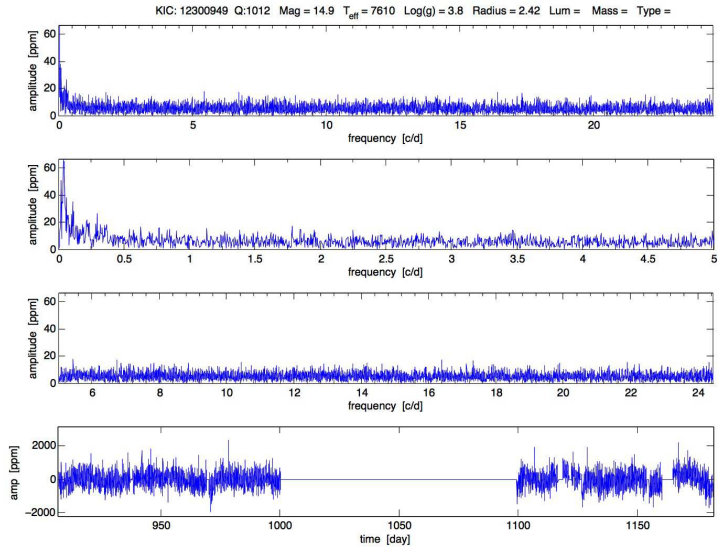 KIC: 12300949 Q:1012 Mag = 14.9 Teff = 7610 Log(g) = 3.8 Radius = 2.42 Lum = Mass = Type =
60
40
20
0
amplitude [ppm]
0 5 10 15 20
frequency [c/d]
60
40
20
0
amplitude [ppm]
0 0.5 1 1.5 2 2.5 3 3.5 4 4.5 5
frequency [c/d]
60
40
20
0
amplitude [ppm]
6 8 10 12 14 16 18 20 22 24
frequency [c/d]
2000
0
-2000
amp [ppm]
950 1000 1050 1100 1150
time [day]